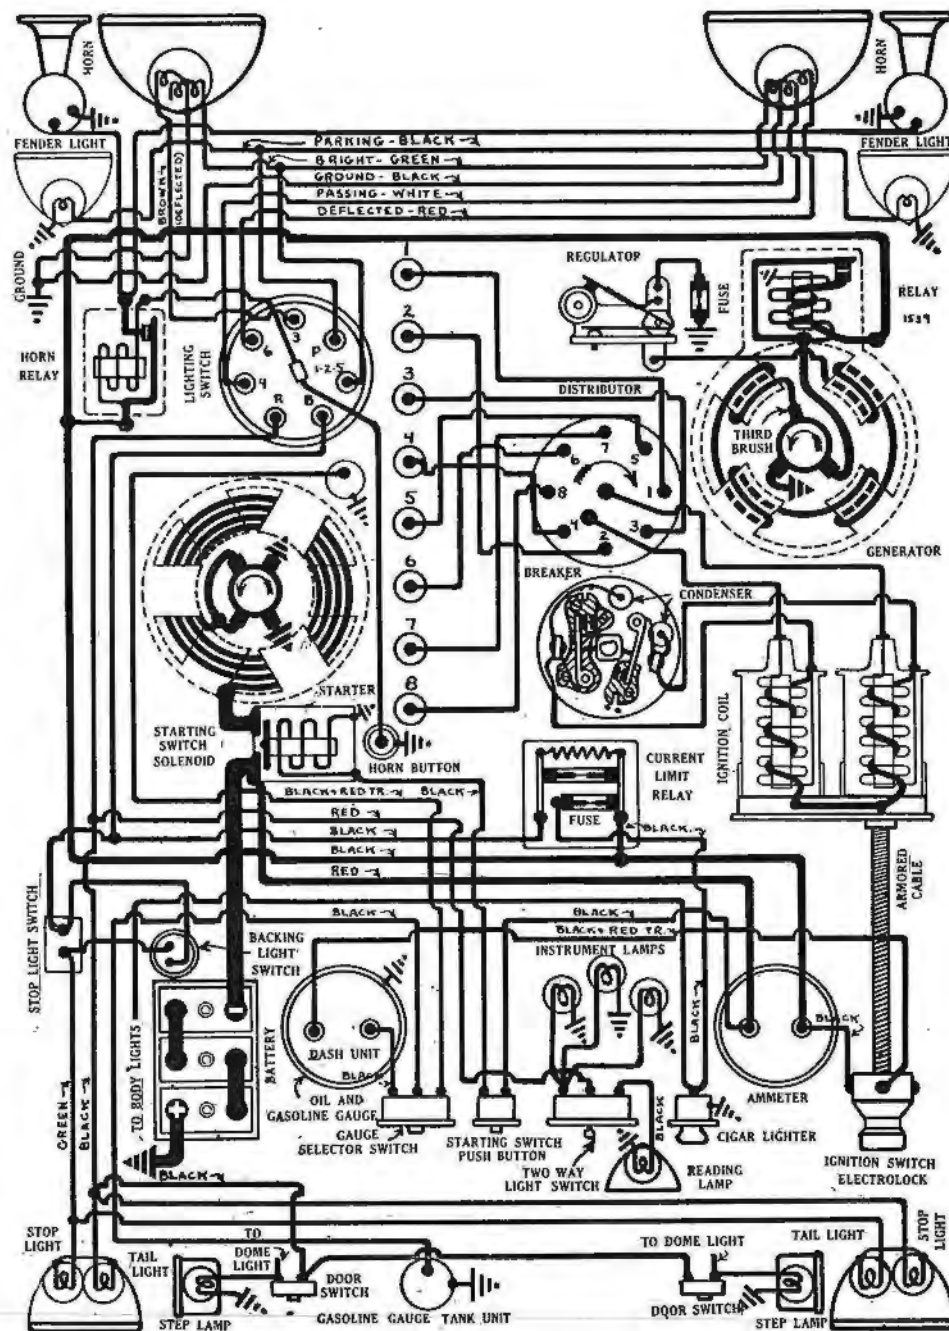 HORN
HORN
FENDER LIGHT
FENDER LIGHT
PARKING-BLACK
BRIGHT-GREEN
GROUND-BLACK
PASSING-WHITE
DEFLECTED-RED
BROWN
(DEFLECTED)
GROUND
REGULATOR
FUSE
RELAY
1539
HORN
RELAY
LIGHTING
SWITCH
3
6
P
4
1-2-5
R
B
1
2
3
4
5
6
7
8
DISTRIBUTOR
7
6
5
8
1
4
3
2
THIRD
BRUSH
GENERATOR
BREAKER
CONDENSER
STARTER
STARTING
SWITCH
SOLENOID
HORN BUTTON
CURRENT
LIMIT
RELAY
FUSE
IGNITION COIL
BLACK+RED TR.
BLACK
RED
BLACK
BLACK
BLACK
RED
ARMORED
CABLE
STOP LIGHT SWITCH
BACKING
LIGHT
SWITCH
BLACK
BLACK
BLACK+RED TR.
INSTRUMENT LAMPS
TO BODY LIGHTS
BATTERY
DASH UNIT
BLACK
OIL AND
GASOLINE GAUGE
GAUGE
SELECTOR SWITCH
STARTING SWITCH
PUSH BUTTON
TWO WAY
LIGHT SWITCH
BLACK
BLACK
READING
LAMP
CIGAR LIGHTER
AMMETER
BLACK
IGNITION SWITCH
ELECTROLOCK
GREEN
BLACK
BLACK
STOP
LIGHT
TAIL
LIGHT
TO
DOME
LIGHT
DOOR
SWITCH
STEP LAMP
GASOLINE GAUGE TANK UNIT
TO DOME LIGHT
DOOR SWITCH
TAIL LIGHT
STOP
LIGHT
STEP LAMP